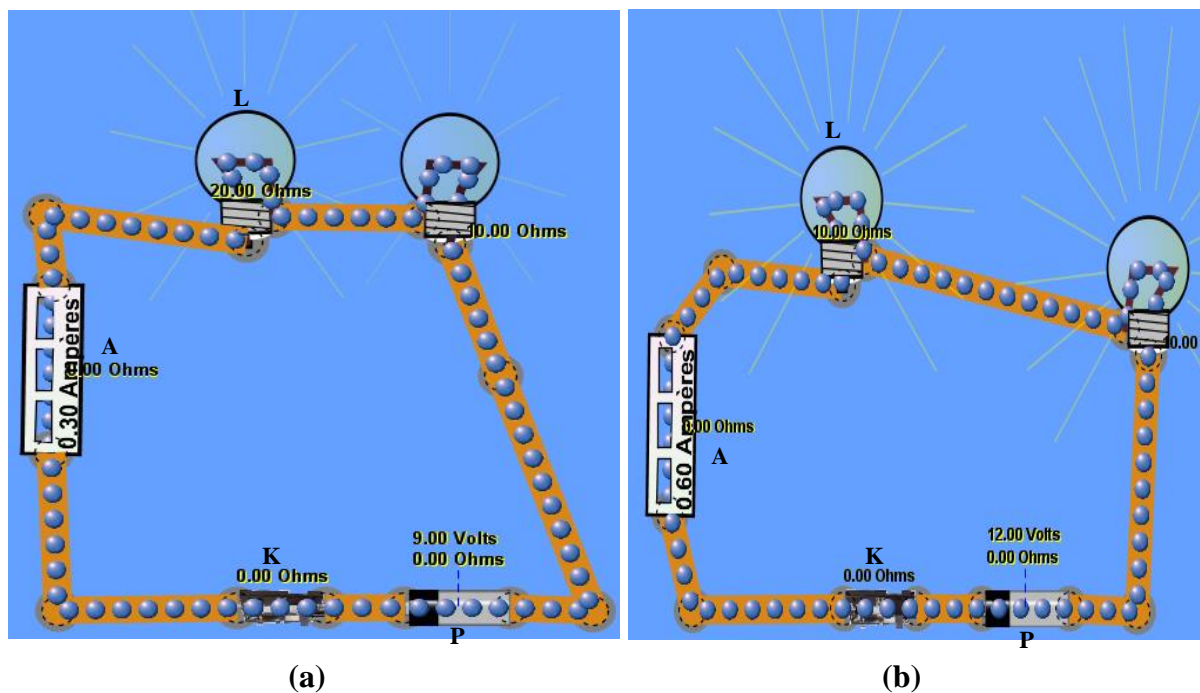 L
20.00 Ohms
10.00 Ohms
A
0.00 Ohms
0.30 Ampères
9.00 Volts
0.00 Ohms
K
0.00 Ohms
P
(a)
L
10.00 Ohms
10.00
0.00 Ohms
0.60 Ampères
A
12.00 Volts
0.00 Ohms
K
0.00 Ohms
P
(b)